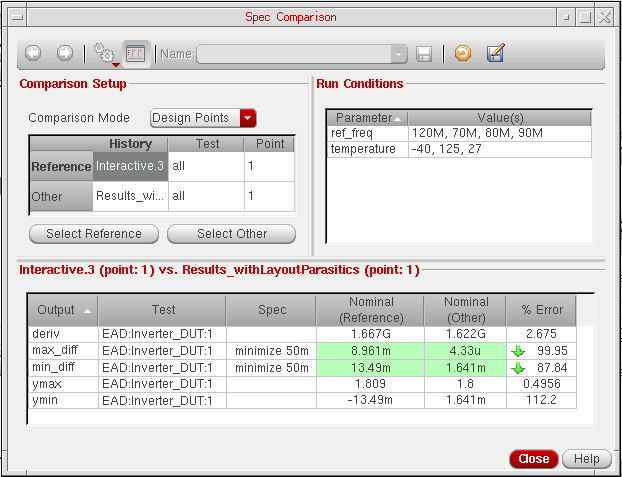 Spec Comparison
Name:
Comparison Setup
Comparison Mode Design Points
History Test Point
Reference Interactive.3 all 1
Other Results_wi... all 1
Select Reference Select Other
Run Conditions
Parameter Value(s)
ref_freq 120M, 70M, 80M, 90M
temperature -40, 125, 27
Interactive.3 (point: 1) vs. Results_withLayoutParasitics (point: 1)
Output Test Spec Nominal (Reference) Nominal (Other) % Error
deriv EAD:Inverter_DUT:1 1.667G 1.622G 2.675
max_diff EAD:Inverter_DUT:1 minimize 50m 8.961m 4.33u 99.95
min_diff EAD:Inverter_DUT:1 minimize 50m 13.49m 1.641m 87.84
ymax EAD:Inverter_DUT:1 1.809 1.8 0.4956
ymin EAD:Inverter_DUT:1 -13.49m 1.641m 112.2
Close Help